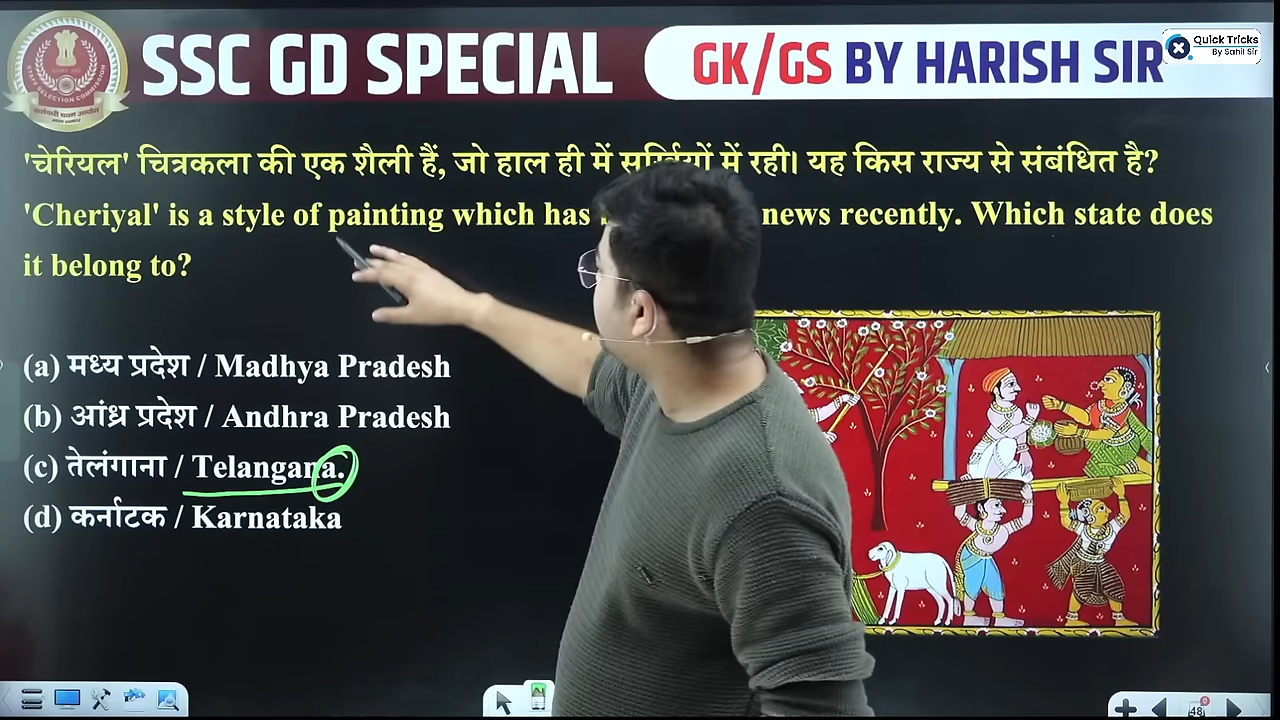 SSC GD SPECIAL
GK/GS BY HARISH SIR
Quick Tricks
By Sahil Sir
'चेरियल' चित्रकला की एक शैली हैं, जो हाल ही में में रही। यह किस राज्य से संबंधित है?
'Cheriyal' is a style of painting which has news recently. Which state does
it belong to?
(a) मध्य प्रदेश / Madhya Pradesh
(b) आंध्र प्रदेश / Andhra Pradesh
(c) तेलंगाना / Telangana.
(d) कर्नाटक / Karnataka
48